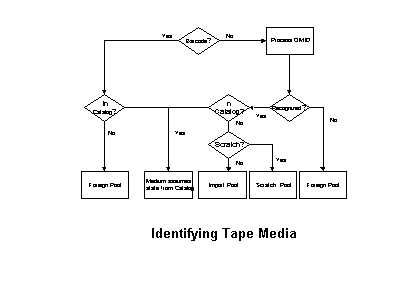 Yes
Barcode?
No
Process OMID
In
Catalog?
In
Catalog?
Yes
Recognized?
No
No
Yes
No
Scratch?
No
Yes
Foreign Pool
Medium assumes
state from Catalog
Import Pool
Scratch Pool
Foreign Pool
Identifying Tape Media